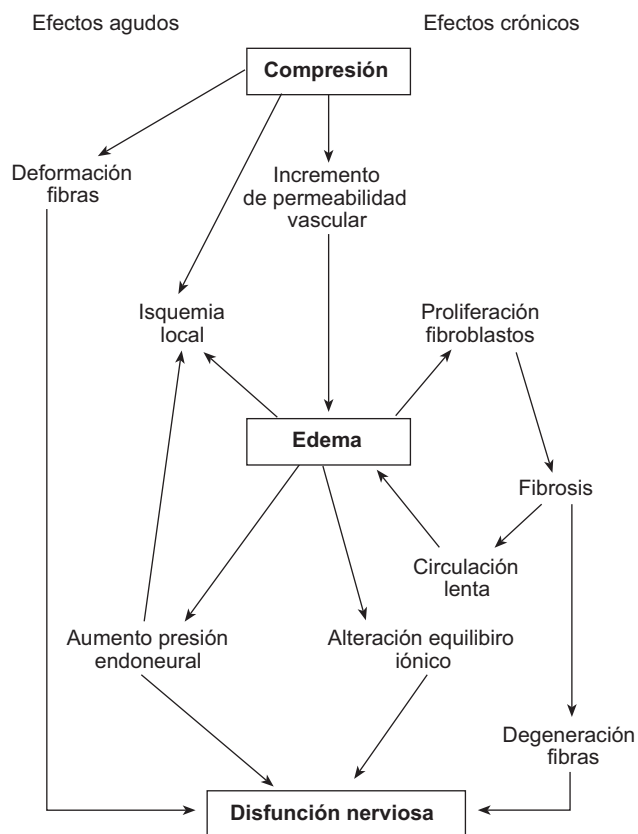 Efectos agudos
Efectos crónicos
Compresión
Deformación
fibras
Incremento
de permeabilidad
vascular
Isquemia
local
Proliferación
fibroblastos
Edema
Fibrosis
Circulación
lenta
Aumento presión
endoneural
Alteración equilibiro
iónico
Degeneración
fibras
Disfunción nerviosa